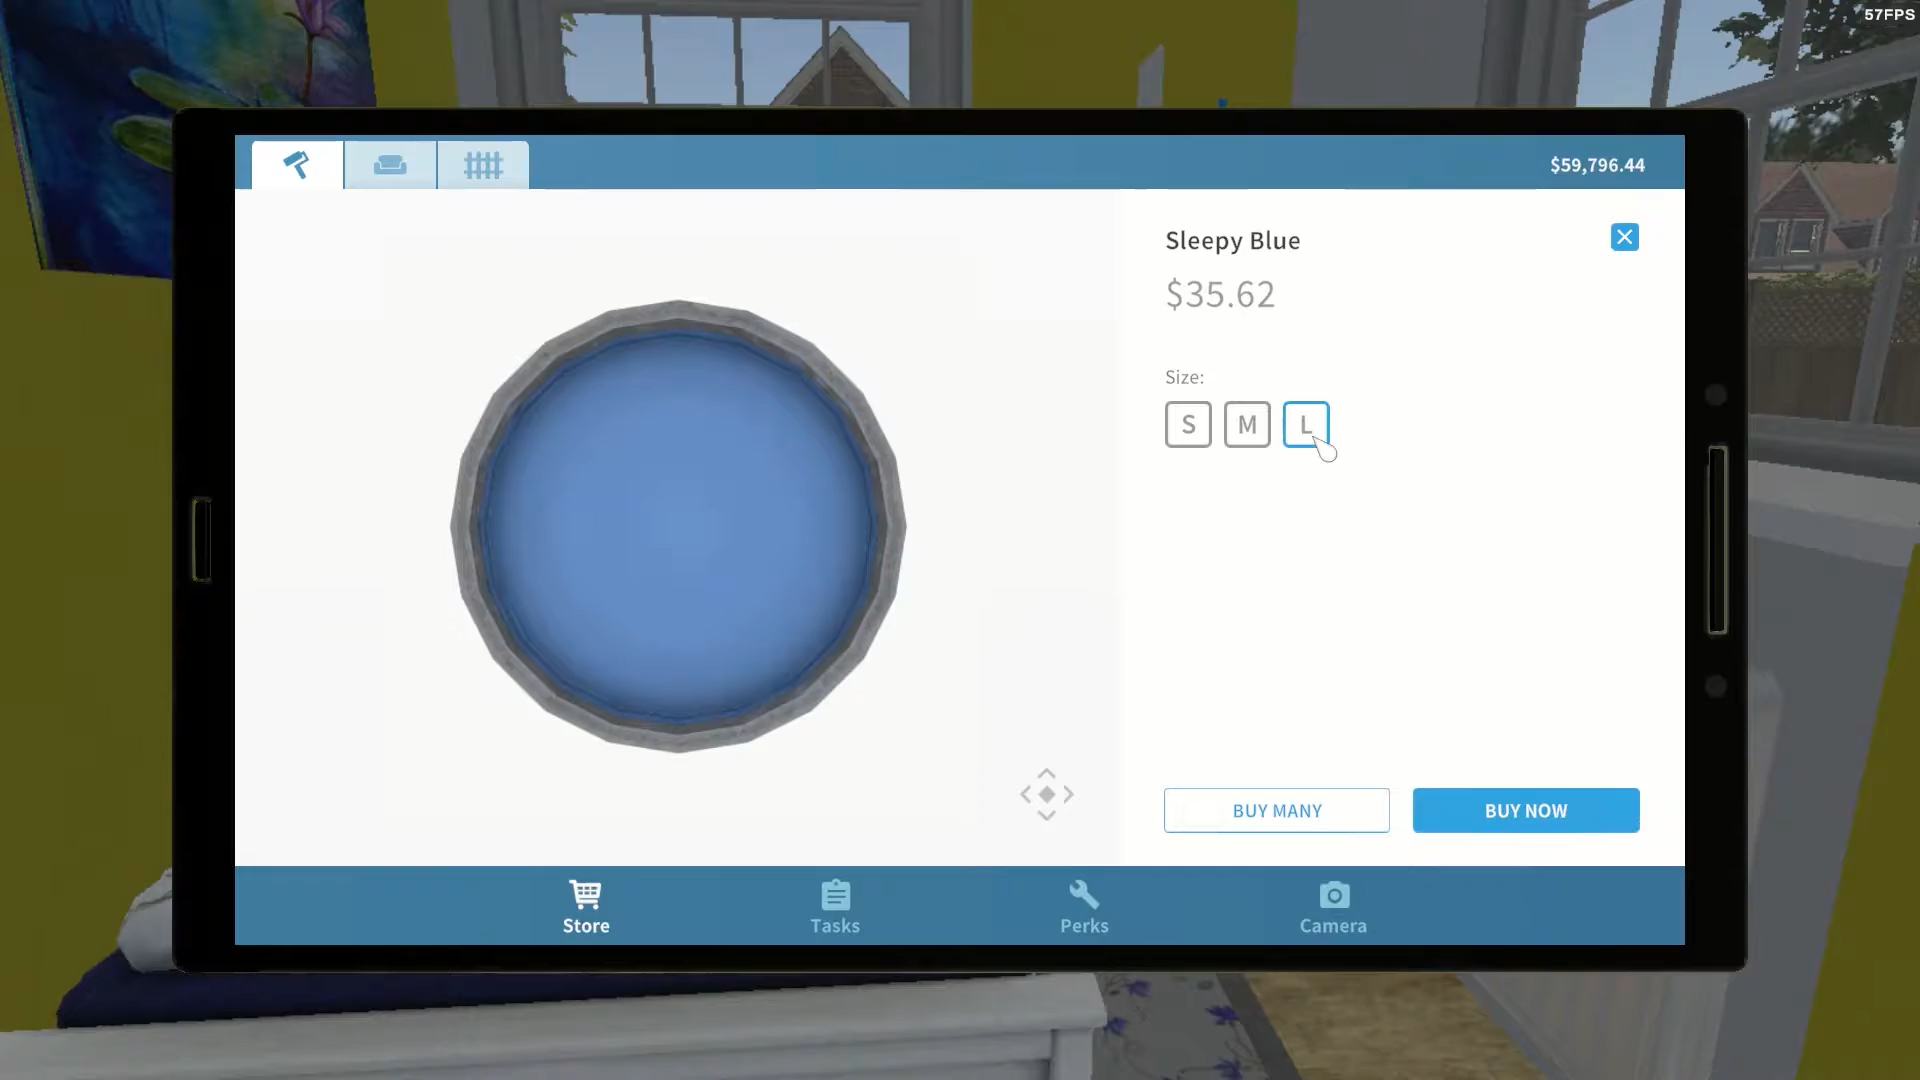 57FPS
$59,796.44
Sleepy Blue
$35.62
Size:
S M L
BUY MANY BUY NOW
Store Tasks Perks Camera